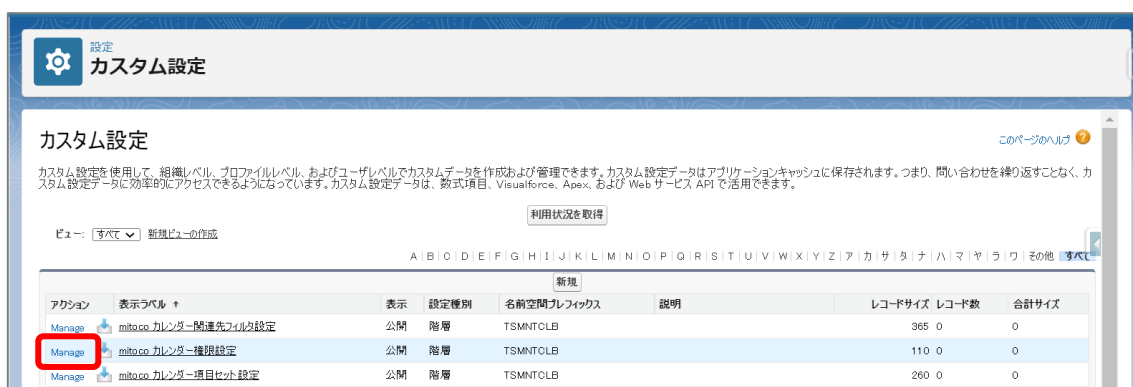 設定
カスタム設定
カスタム設定
このページのヘルプ
カスタム設定を使用して、組織レベル、プロファイルレベル、およびユーザレベルでカスタムデータを作成および管理できます。カスタム設定データはアプリケーションキャッシュに保存されます。つまり、問い合わせを繰り返すことなく、カ
スタム設定データに効率的にアクセスできるようになっています。カスタム設定データは、数式項目、Visualforce、Apex、および Web サービス API で活用できます。
利用状況を取得
ビュー: すべて 新規ビューの作成
A | B | C | D | E | F | G | H | I | J | K | L | M | N | O | P | Q | R | S | T | U | V | W | X | Y | Z | ア | カ | サ | タ | ナ | ハ | マ | ヤ | ラ | ワ | その他 すべて
新規
アクション 表示ラベル ↑ 表示 設定種別 名前空間プレフィックス 説明 レコードサイズ レコード数 合計サイズ
Manage mitoco カレンダー関連先フィルタ設定 公開 階層 TSMNTCLB 365 0 0
Manage mitoco カレンダー権限設定 公開 階層 TSMNTCLB 110 0 0
Manage mitoco カレンダー項目セット設定 公開 階層 TSMNTCLB 260 0 0